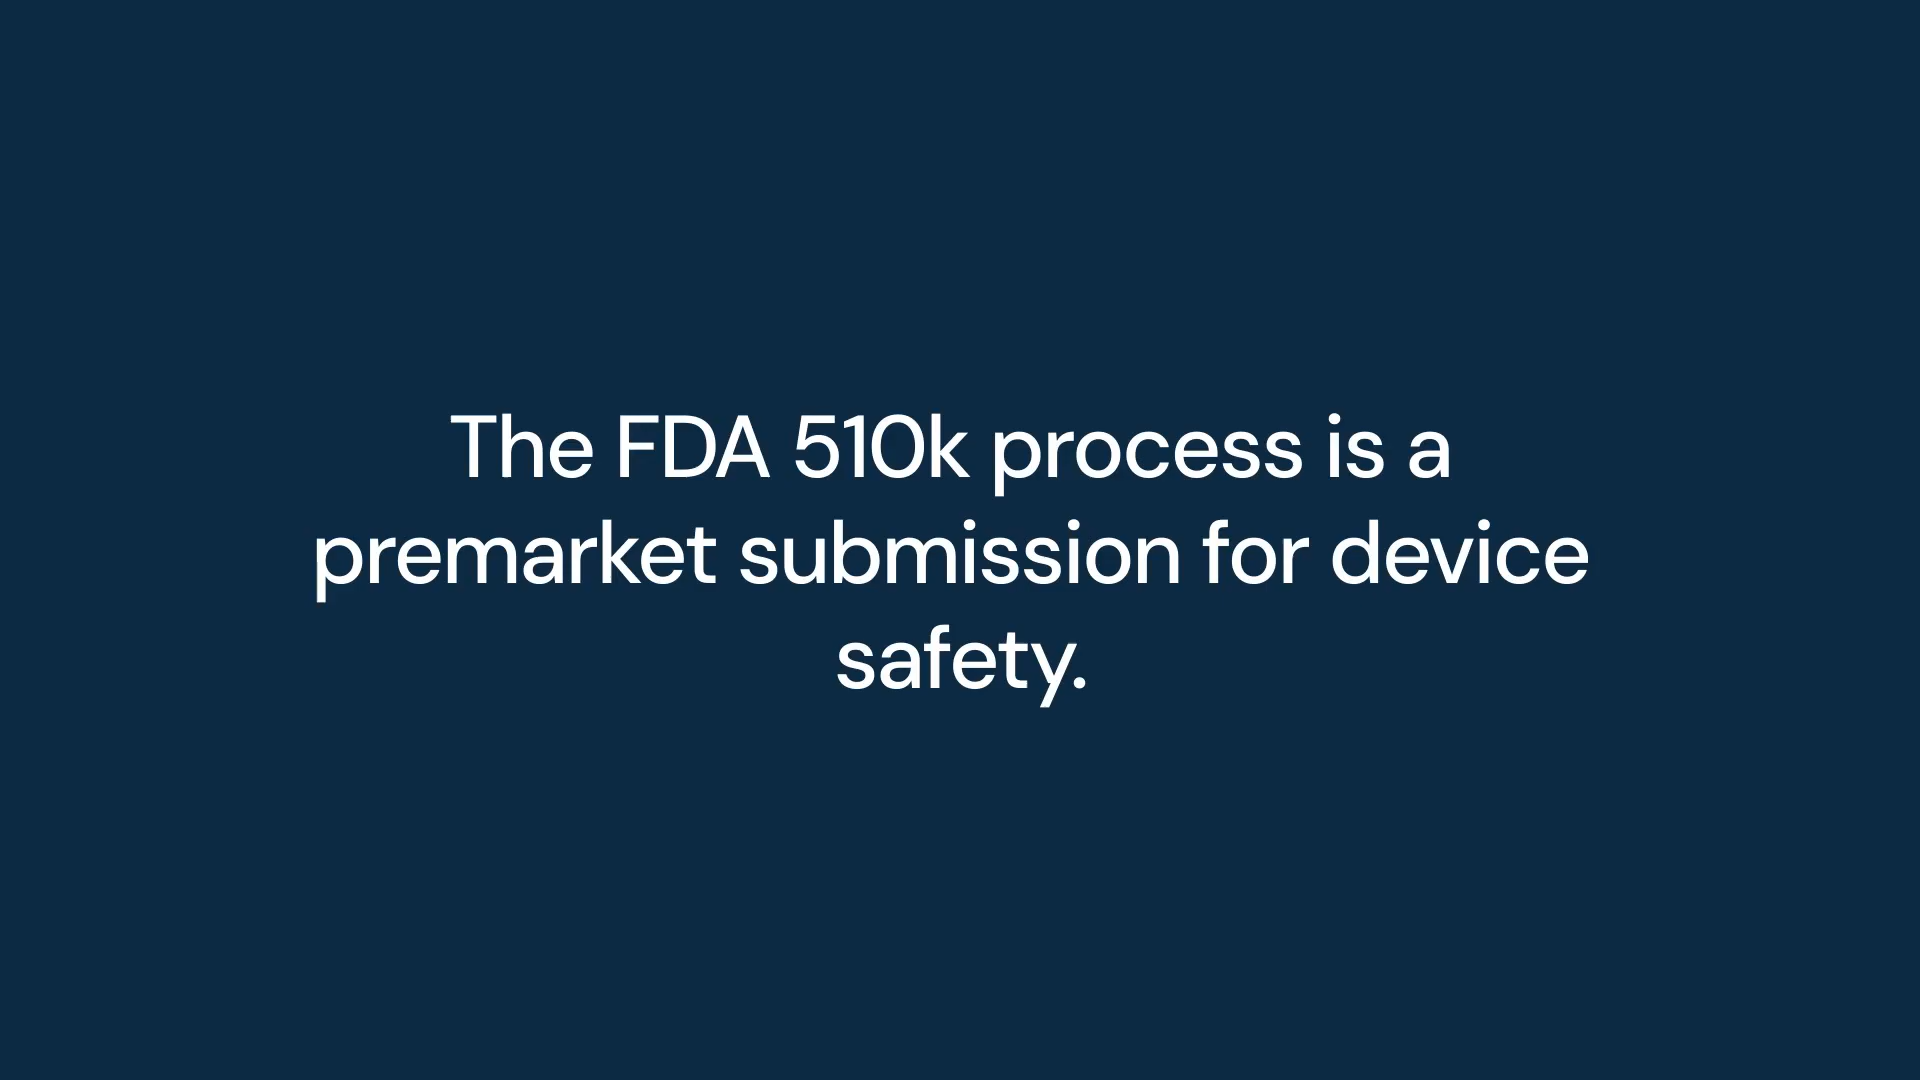 The FDA 510k process is a
premarket submission for device
safety.